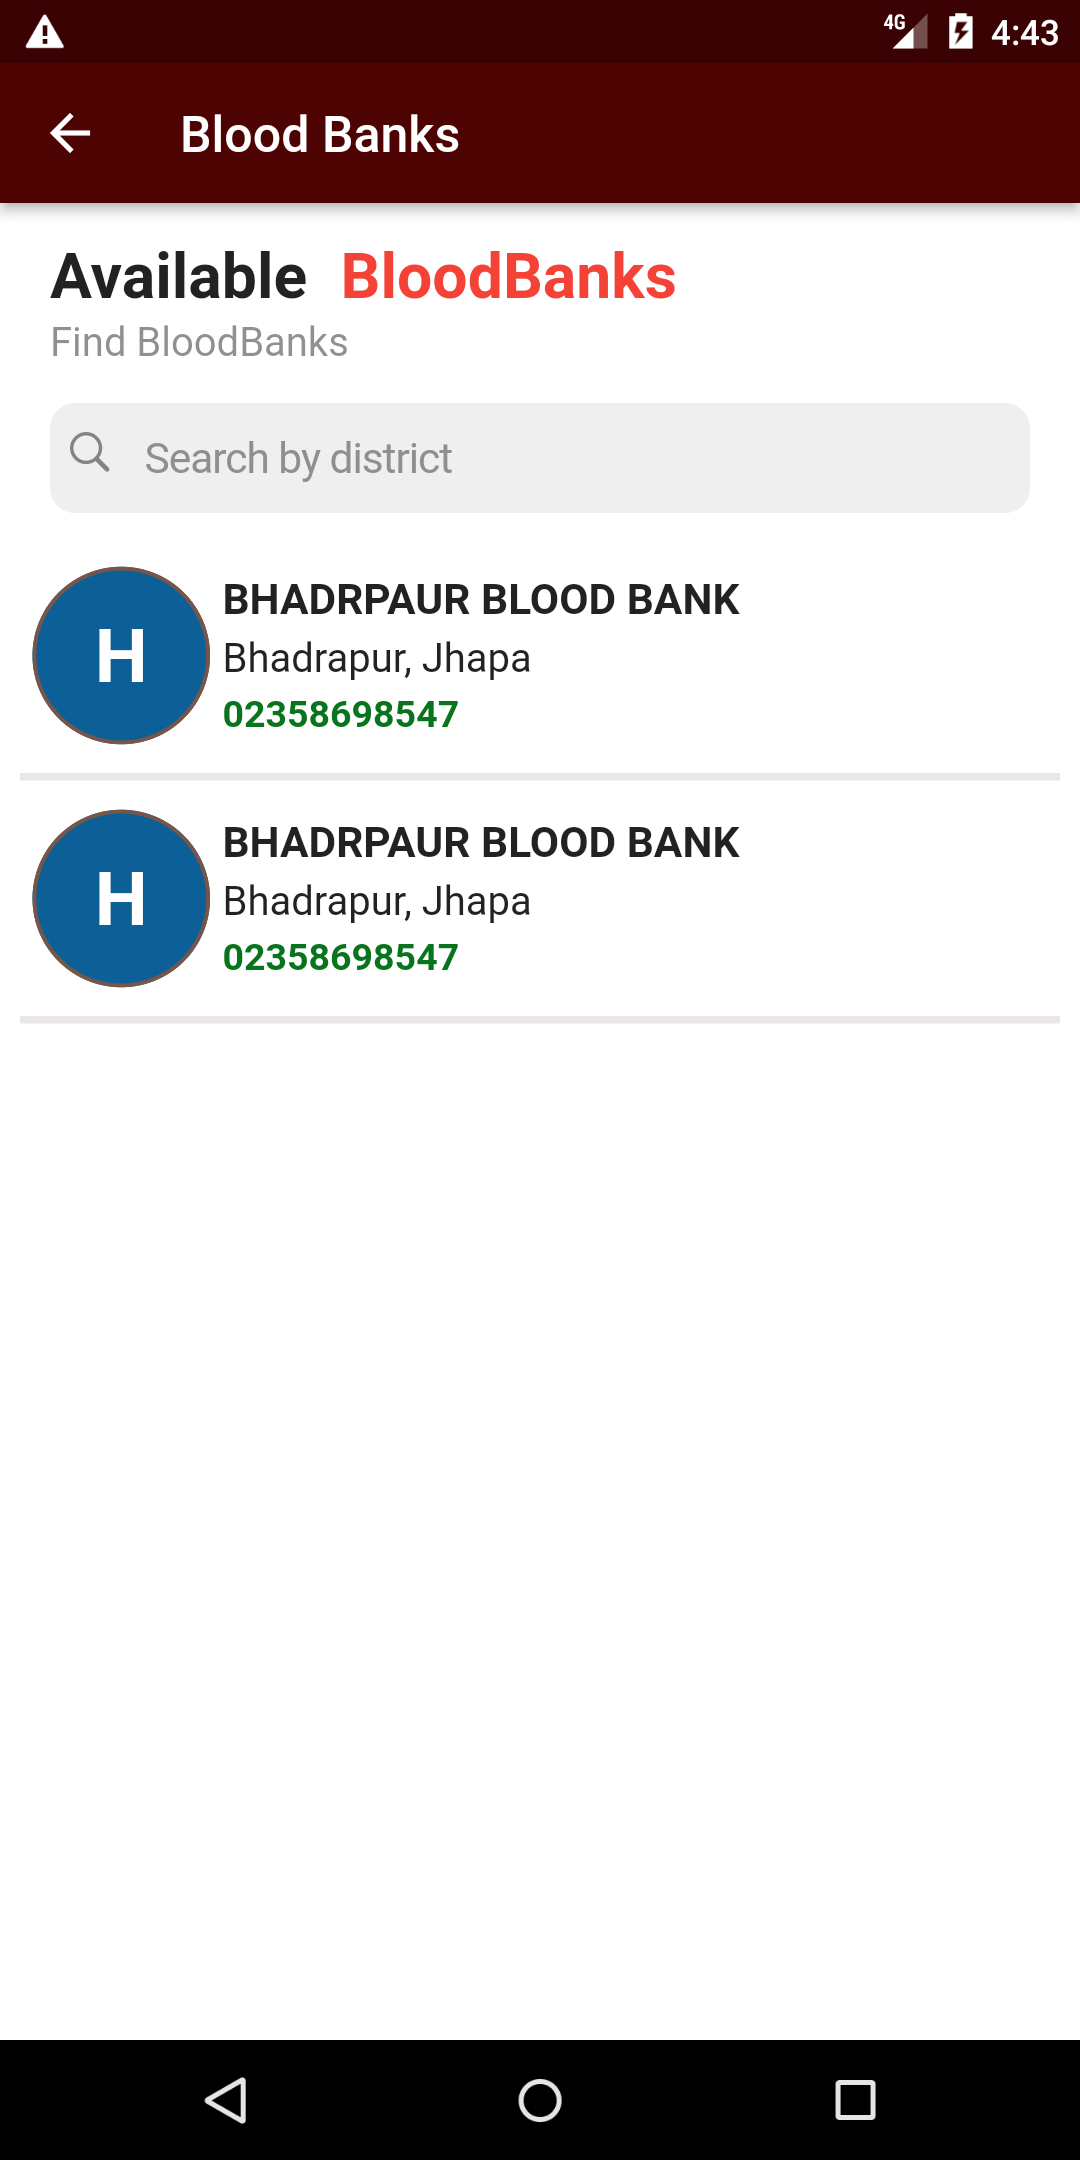 4G 4:43
Blood Banks
Available BloodBanks
Find BloodBanks
Search by district
H
BHADRPAUR BLOOD BANK
Bhadrapur, Jhapa
02358698547
H
BHADRPAUR BLOOD BANK
Bhadrapur, Jhapa
02358698547